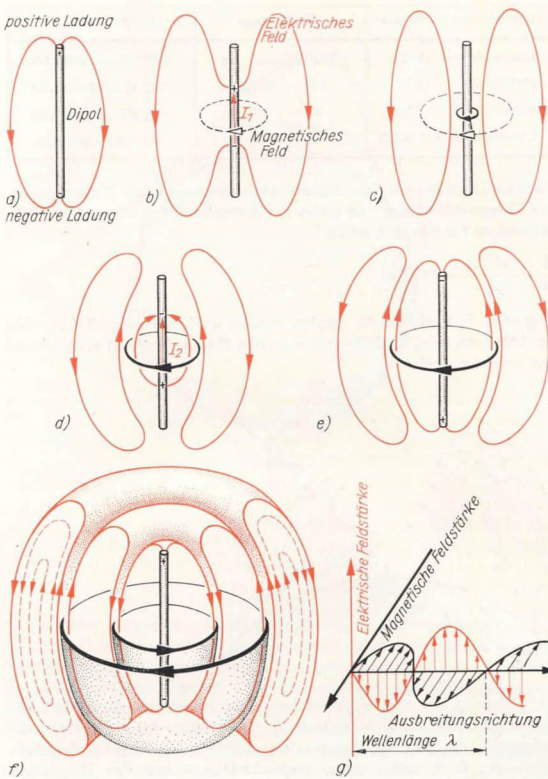 positive Ladung
Dipol
a)
negative Ladung
Elektrisches
Feld
+
I₁
Magnetisches
Feld
-
b)
c)
I₂
+
d)
e)
+
f)
Elektrische Feldstärke
Magnetische Feldstärke
Ausbreitungsrichtung
Wellenlänge λ
g)